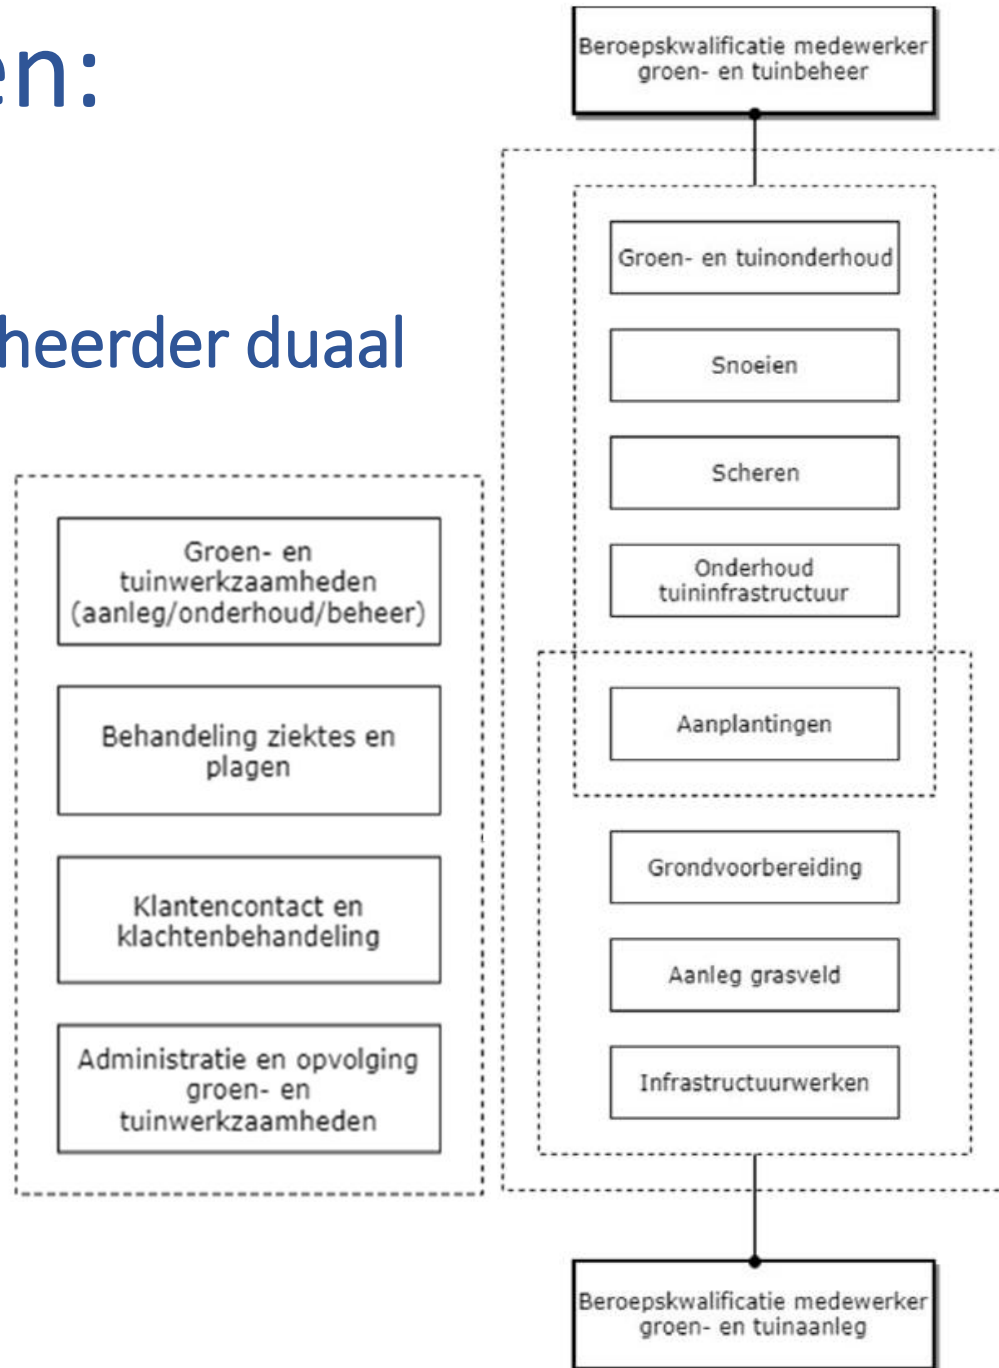 en:
heerder duaal
Groen- en
tuinwerkzaamheden
(aanleg/onderhoud/beheer)
Behandeling ziektes en
plagen
Klantencontact en
klachtenbehandeling
Administratie en opvolging
groen- en
tuinwerkzaamheden
Beroepskwalificatie medewerker
groen- en tuinbeheer
Groen- en tuinonderhoud
Snoeien
Scheren
Onderhoud
tuininfrastructuur
Aanplantingen
Grondvoorbereiding
Aanleg grasveld
Infrastructuurwerken
Beroepskwalificatie medewerker
groen- en tuinaanleg